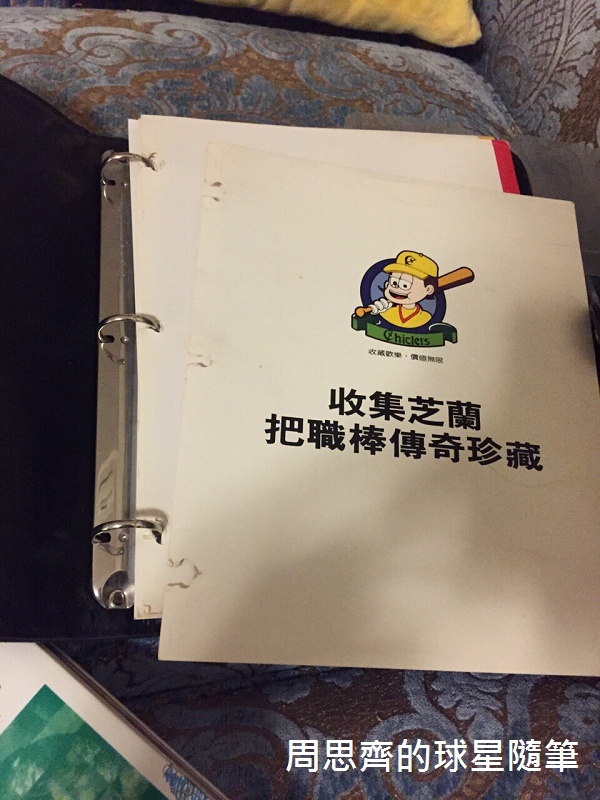 Chiclets
收藏歡樂，價值無限
收集芝蘭
把職棒傳奇珍藏
周思齊的球星隨筆